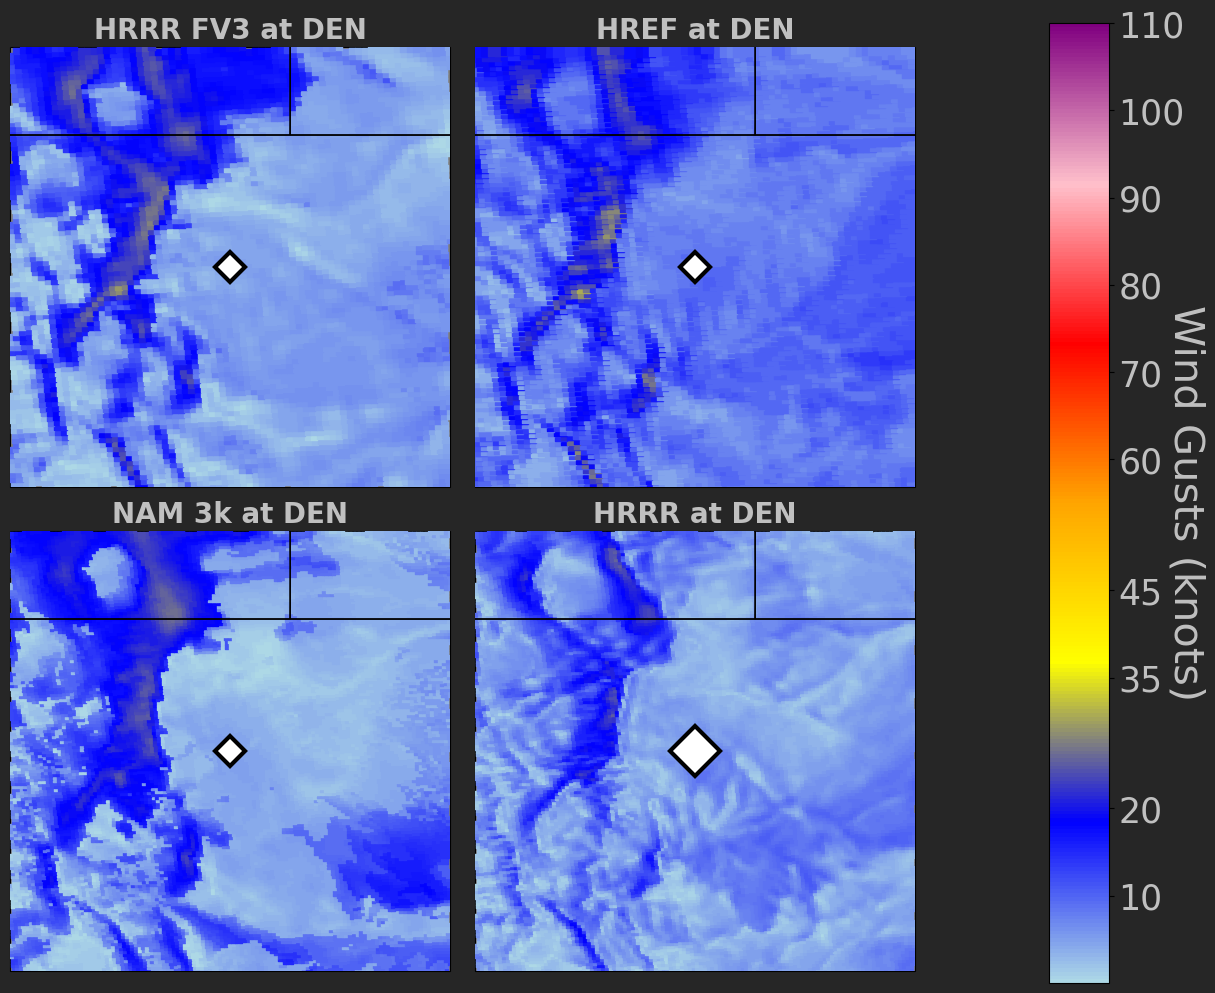 HRRR FV3 at DEN
HREF at DEN
NAM 3k at DEN
HRRR at DEN
110
100
90
80
70
60
45
35
20
10
Wind Gusts (knots)